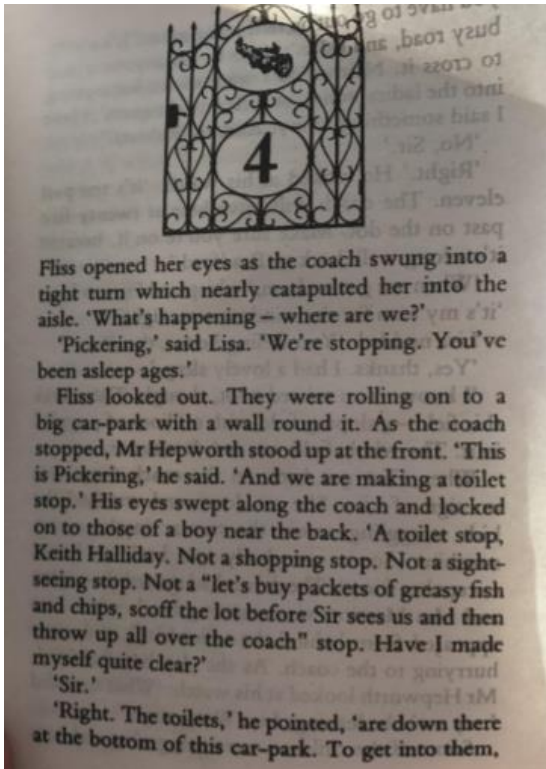 4
Fliss opened her eyes as the coach swung into a
tight turn which nearly catapulted her into the
aisle. ‘What’s happening – where are we?’
‘Pickering,’ said Lisa. ‘We’re stopping. You’ve
been asleep ages.’
Fliss looked out. They were rolling on to a
big car-park with a wall round it. As the coach
stopped, Mr Hepworth stood up at the front. ‘This
is Pickering,’ he said. ‘And we are making a toilet
stop.’ His eyes swept along the coach and locked
on to those of a boy near the back. ‘A toilet stop,
Keith Halliday. Not a shopping stop. Not a sight-
seeing stop. Not a “let’s buy packets of greasy fish
and chips, scoff the lot before Sir sees us and then
throw up all over the coach” stop. Have I made
myself quite clear?’
‘Sir.’
‘Right. The toilets,’ he pointed, ‘are down there
at the bottom of this car-park. To get into them,